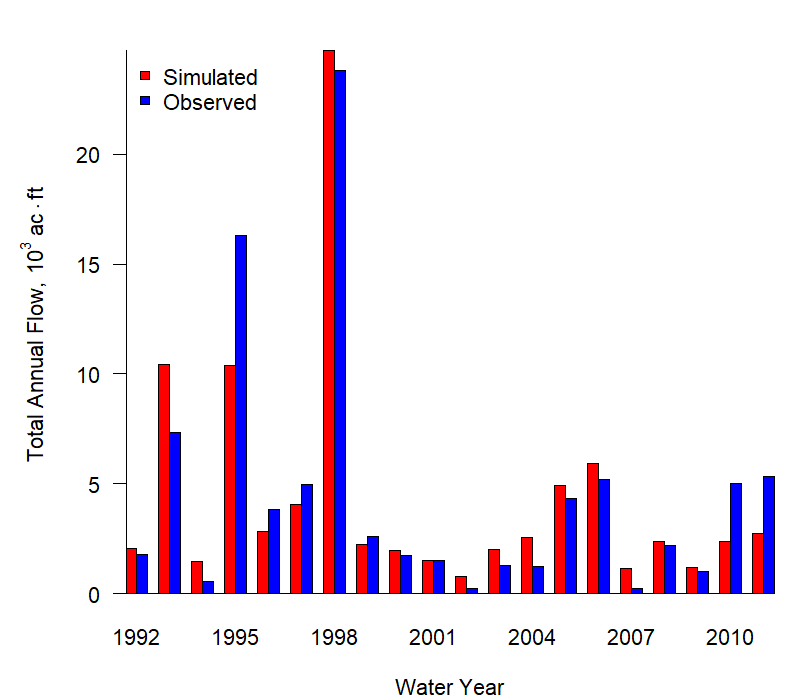 Simulated
Observed
20
15
10
5
0
Total Annual Flow, 10³ ac·ft
1992 1995 1998 2001 2004 2007 2010
Water Year